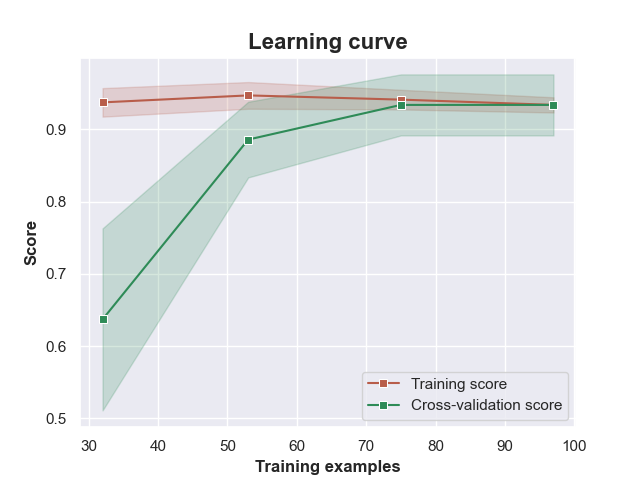 Learning curve
0.9
0.8
0.7
0.6
0.5
Score
30 40 50 60 70 80 90 100
Training examples
Training score
Cross-validation score